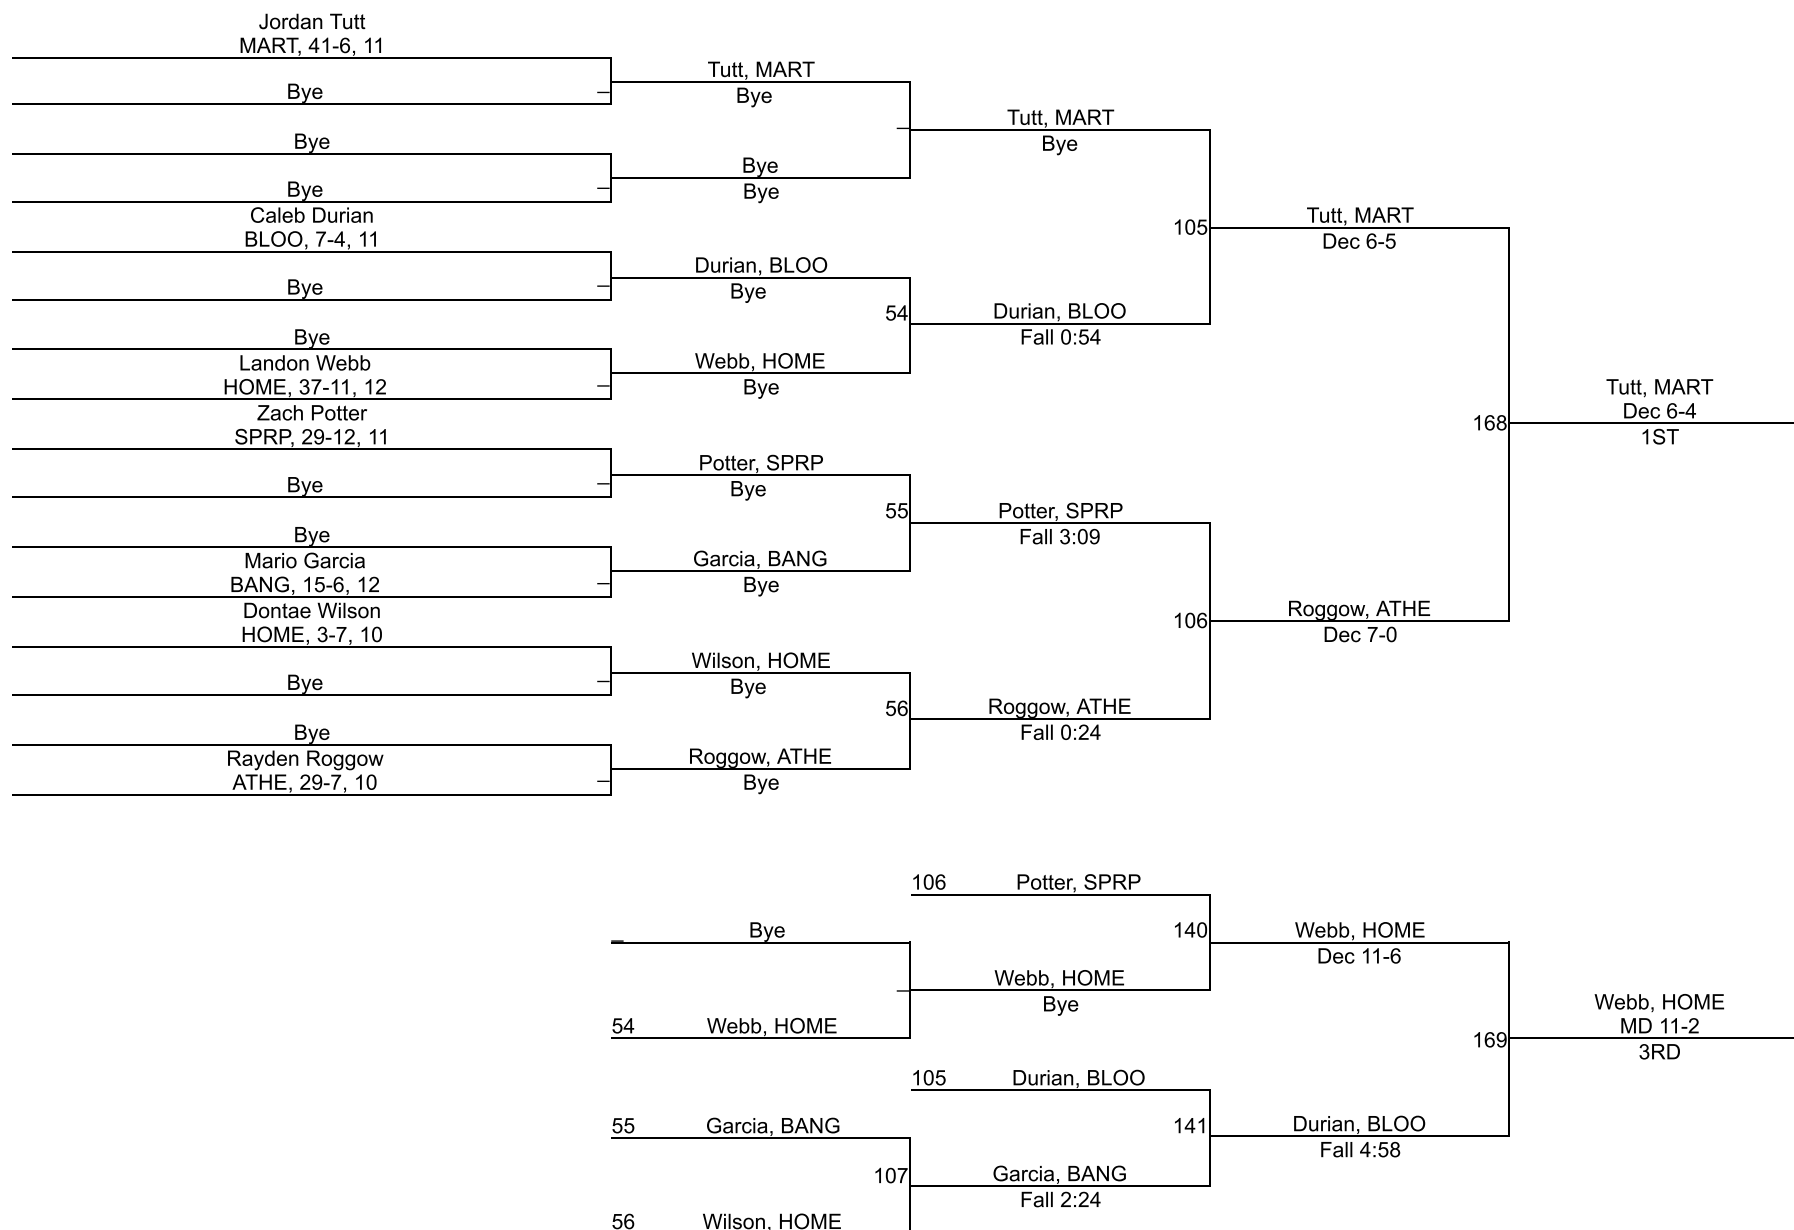 Jordan Tutt
MART, 41-6, 11
Bye
Bye
Bye
Caleb Durian
BLOO, 7-4, 11
Bye
Bye
Landon Webb
HOME, 37-11, 12
Zach Potter
SPRP, 29-12, 11
Bye
Bye
Mario Garcia
BANG, 15-6, 12
Dontae Wilson
HOME, 3-7, 10
Bye
Bye
Rayden Roggow
ATHE, 29-7, 10
Tutt, MART
Bye
Bye
Bye
Durian, BLOO
Bye
54
Webb, HOME
Bye
Potter, SPRP
Bye
55
Garcia, BANG
Bye
Wilson, HOME
Bye
56
Roggow, ATHE
Bye
Tutt, MART
Bye
105
Durian, BLOO
Fall 0:54
Potter, SPRP
Fall 3:09
106
Roggow, ATHE
Fall 0:24
Tutt, MART
Dec 6-5
168
Roggow, ATHE
Dec 7-0
Tutt, MART
Dec 6-4
1ST
106 Potter, SPRP
Bye
140
Webb, HOME
Bye
54 Webb, HOME
Webb, HOME
Dec 11-6
105 Durian, BLOO
55 Garcia, BANG
141
107
Garcia, BANG
Fall 2:24
56 Wilson, HOME
Durian, BLOO
Fall 4:58
169
Webb, HOME
MD 11-2
3RD